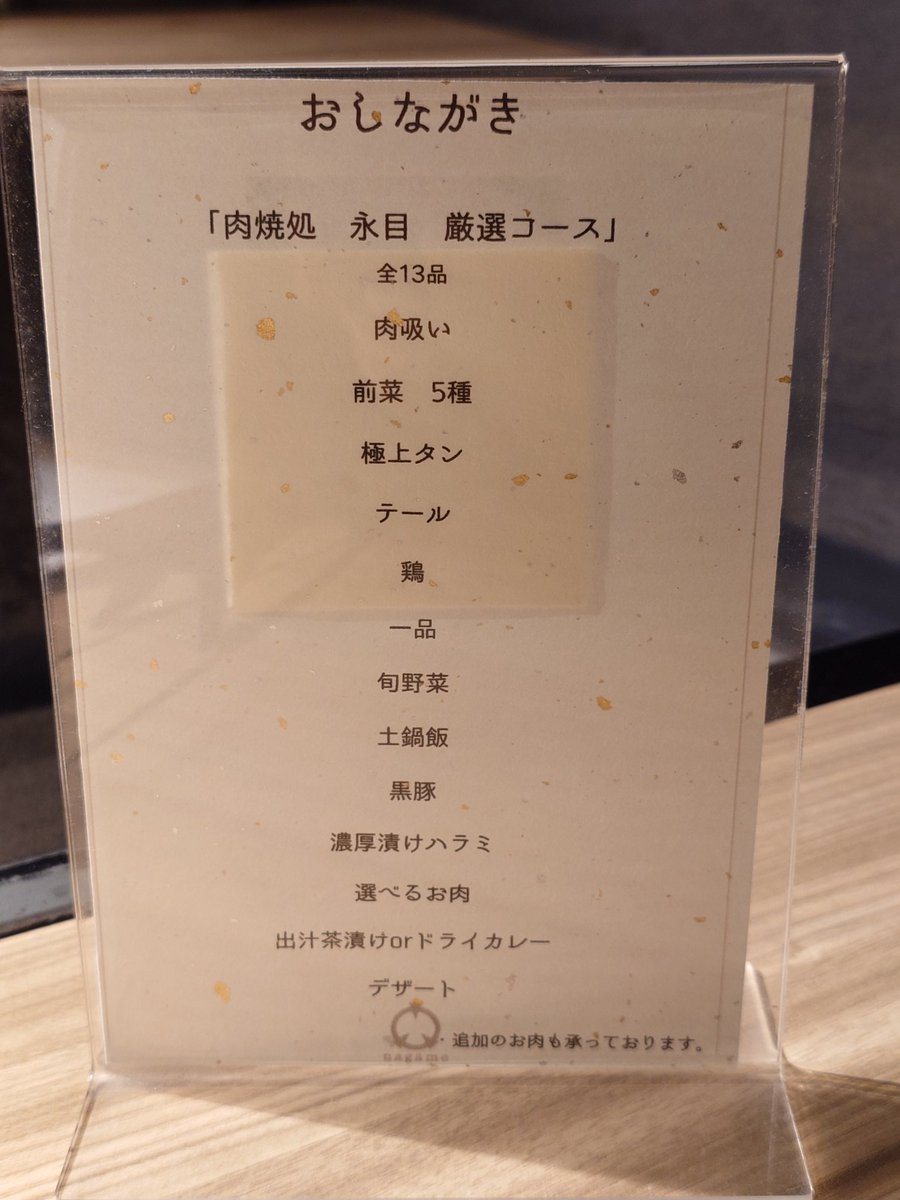 おしながき
「肉焼処　永目　厳選コース」
全13品
肉吸い
前菜　5種
極上タン
テール
鶏
一品
旬野菜
土鍋飯
黒豚
濃厚漬けハラミ
選べるお肉
出汁茶漬けorドライカレー
デザート
・追加のお肉も承っております。
nagame